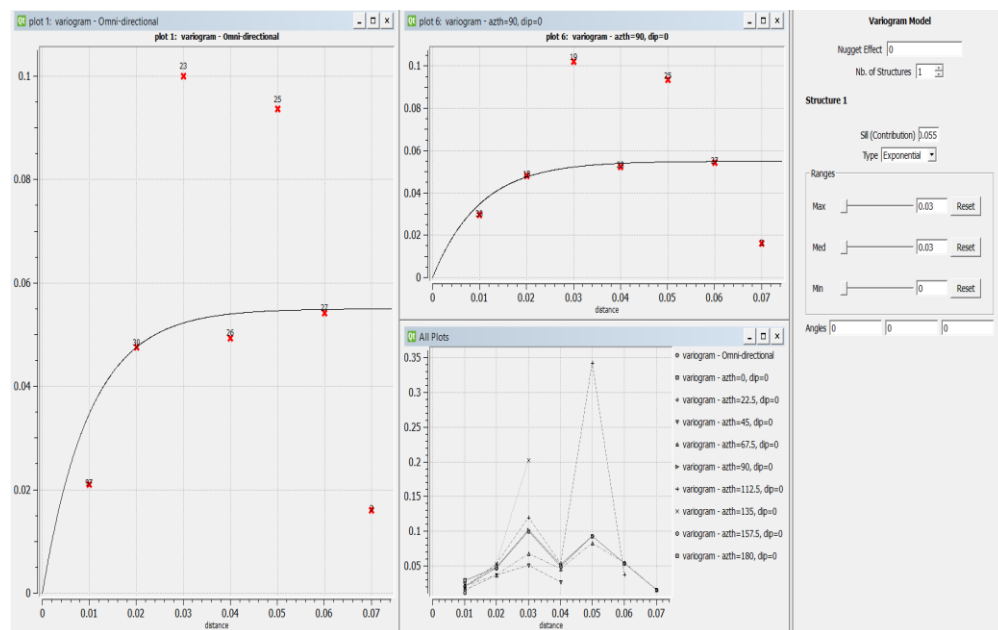 plot 1: variogram - Omni-directional
plot 1: variogram - Omni-directional
23
0.1
25
0.08
0.06
27
30
26
0.04
97
0.02
0
0 0.01 0.02 0.03 0.04 0.05 0.06 0.07
distance
plot 6: variogram - azth=90, dip=0
plot 6: variogram - azth=90, dip=0
19
0.1
25
0.08
0.06
27
0.04
0.02
0
0 0.01 0.02 0.03 0.04 0.05 0.06 0.07
distance
All Plots
0.35
0.3
0.25
0.2
0.15
0.1
0.05
0 0.01 0.02 0.03 0.04 0.05 0.06 0.07
distance
variogram - Omni-directional
variogram - azth=0, dip=0
variogram - azth=22.5, dip=0
variogram - azth=45, dip=0
variogram - azth=67.5, dip=0
variogram - azth=90, dip=0
variogram - azth=112.5, dip=0
variogram - azth=135, dip=0
variogram - azth=157.5, dip=0
variogram - azth=180, dip=0
Variogram Model
Nugget Effect 0
Nb. of Structures 1
Structure 1
Sill (Contribution) 0.055
Type Exponential
Ranges
Max 0.03 Reset
Med 0.03 Reset
Min 0 Reset
Angles 0 0 0